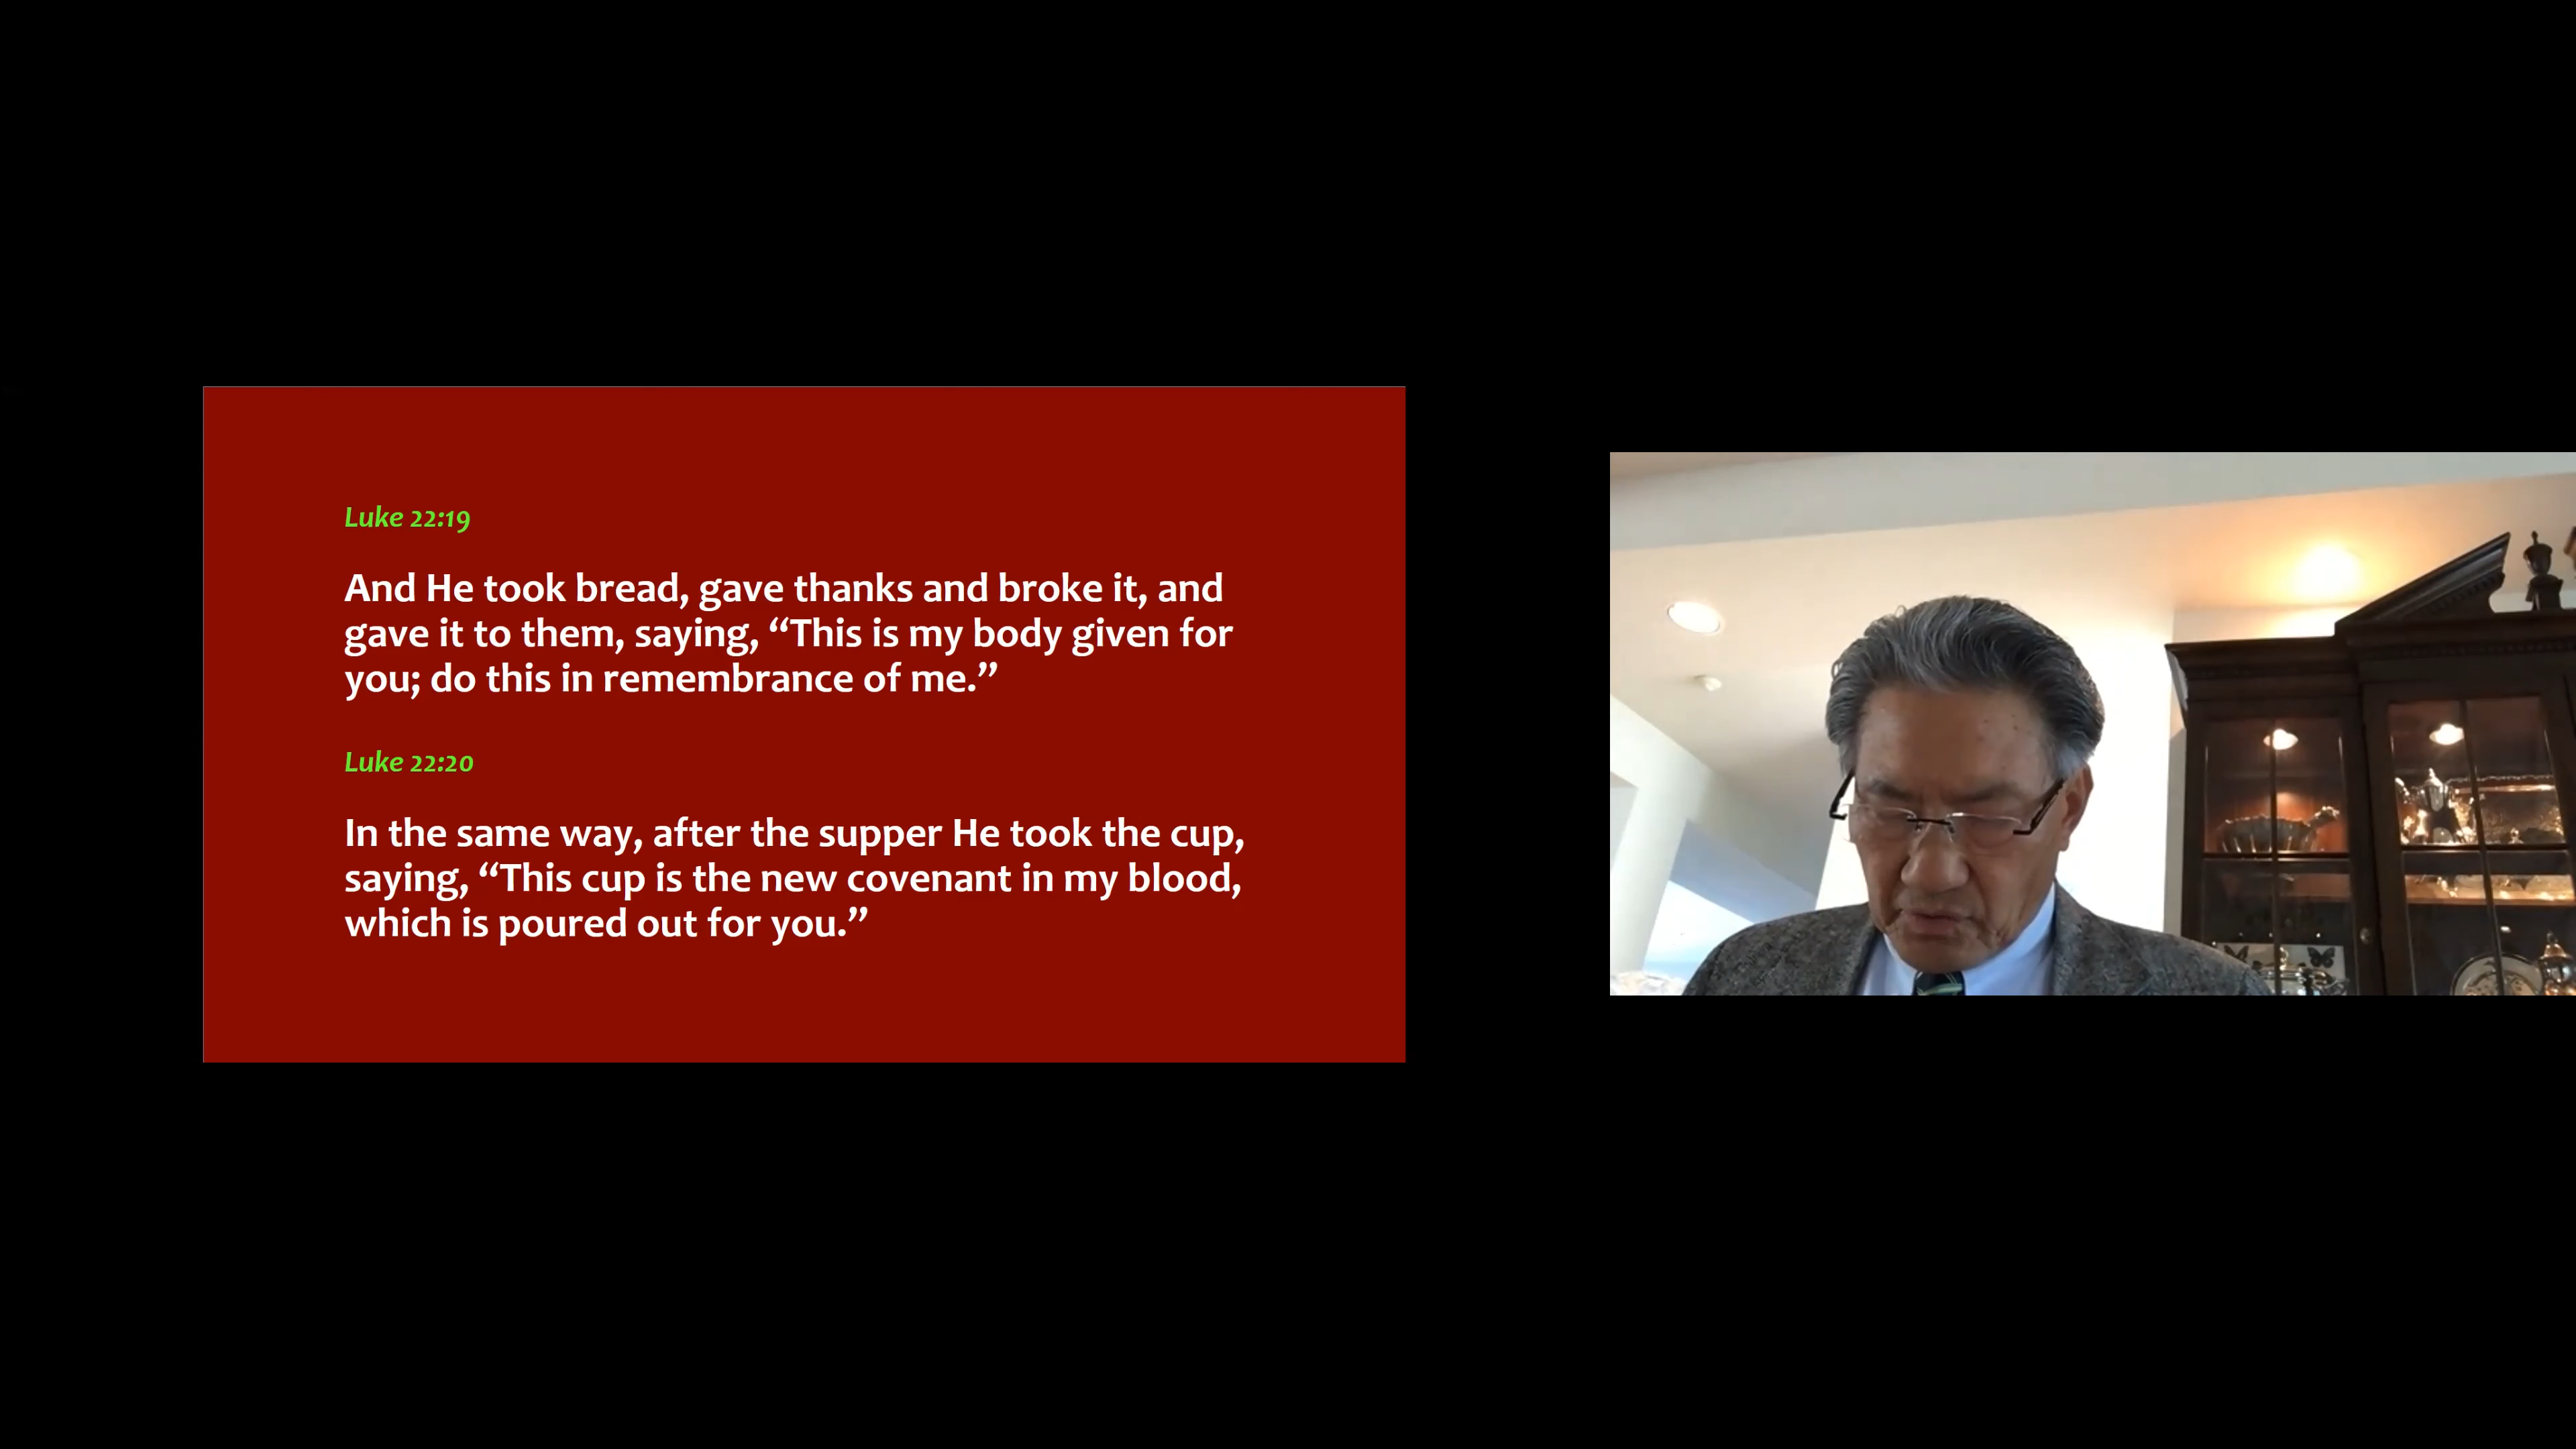 Luke 22:19
And He took bread, gave thanks and broke it, and
gave it to them, saying, “This is my body given for
you; do this in remembrance of me.”
Luke 22:20
In the same way, after the supper He took the cup,
saying, “This cup is the new covenant in my blood,
which is poured out for you.”